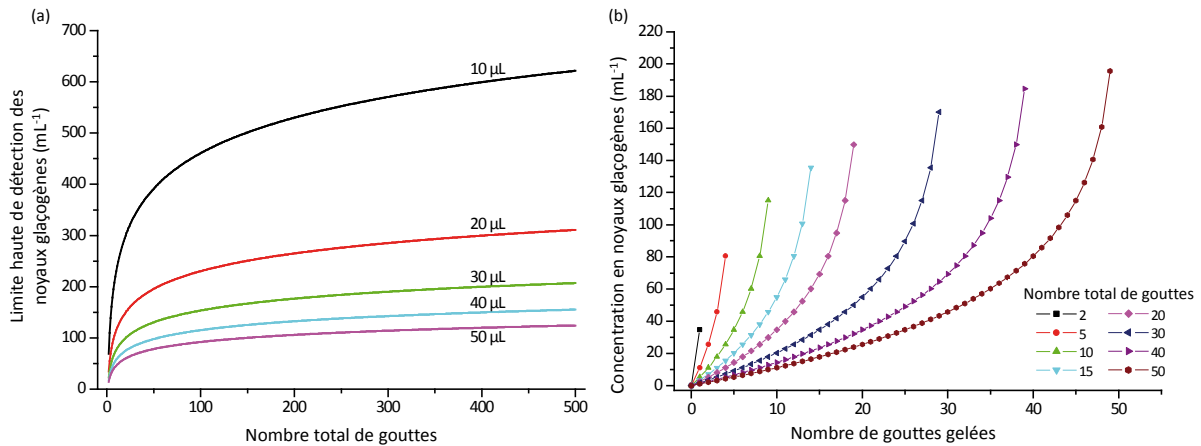 (a)
Limite haute de détection des
noyaux glaçogènes (mL-1)
700
600
500
400
300
200
100
0
10 µL
20 µL
30 µL
40 µL
50 µL
0 100 200 300 400 500
Nombre total de gouttes
(b)
Concentration en noyaux glaçogènes (mL-1)
220
200
180
160
140
120
100
80
60
40
20
0
Nombre total de gouttes
2 20
5 30
10 40
15 50
0 10 20 30 40 50
Nombre de gouttes gelées